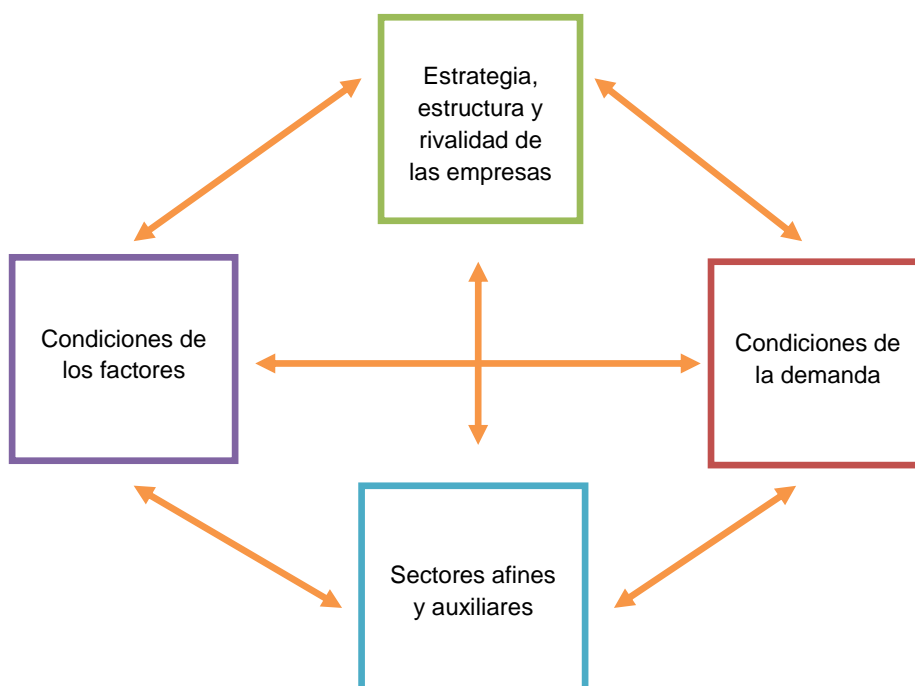 Estrategia,
estructura y
rivalidad de
las empresas
Condiciones de
los factores
Condiciones de
la demanda
Sectores afines
y auxiliares